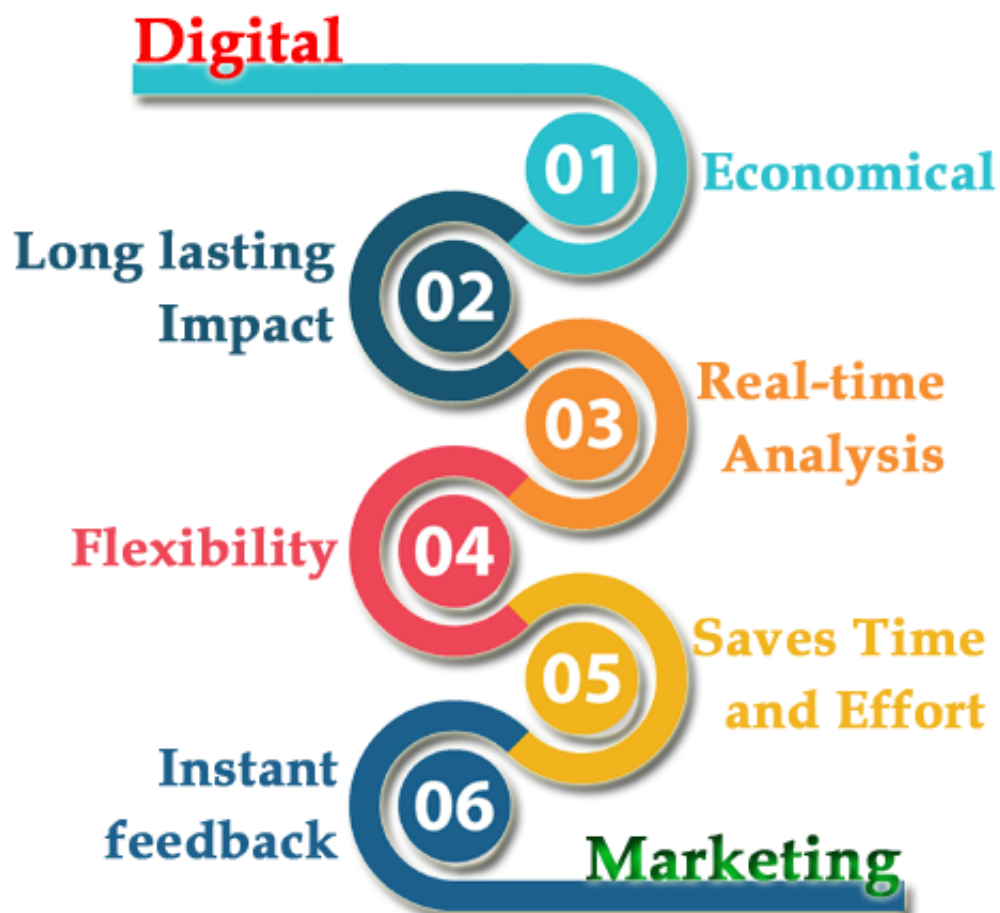 Digital
01
Economical
Long lasting
Impact
02
03
Real-time
Analysis
Flexibility
04
05
Saves Time
and Effort
Instant
feedback
06
Marketing